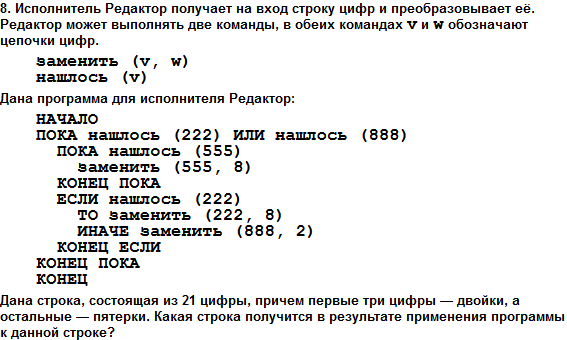 8. Исполнитель Редактор получает на вход строку цифр и преобразовывает её.
Редактор может выполнять две команды, в обеих командах v и w обозначают
цепочки цифр.
заменить (v, w)
нашлось (v)
Дана программа для исполнителя Редактор:
НАЧАЛО
ПОКА нашлось (222) ИЛИ нашлось (888)
ПОКА нашлось (555)
заменить (555, 8)
КОНЕЦ ПОКА
ЕСЛИ нашлось (222)
ТО заменить (222, 8)
ИНАЧЕ заменить (888, 2)
КОНЕЦ ЕСЛИ
КОНЕЦ ПОКА
КОНЕЦ
Дана строка, состоящая из 21 цифры, причем первые три цифры — двойки, а
остальные — пятерки. Какая строка получится в результате применения программы
к данной строке?